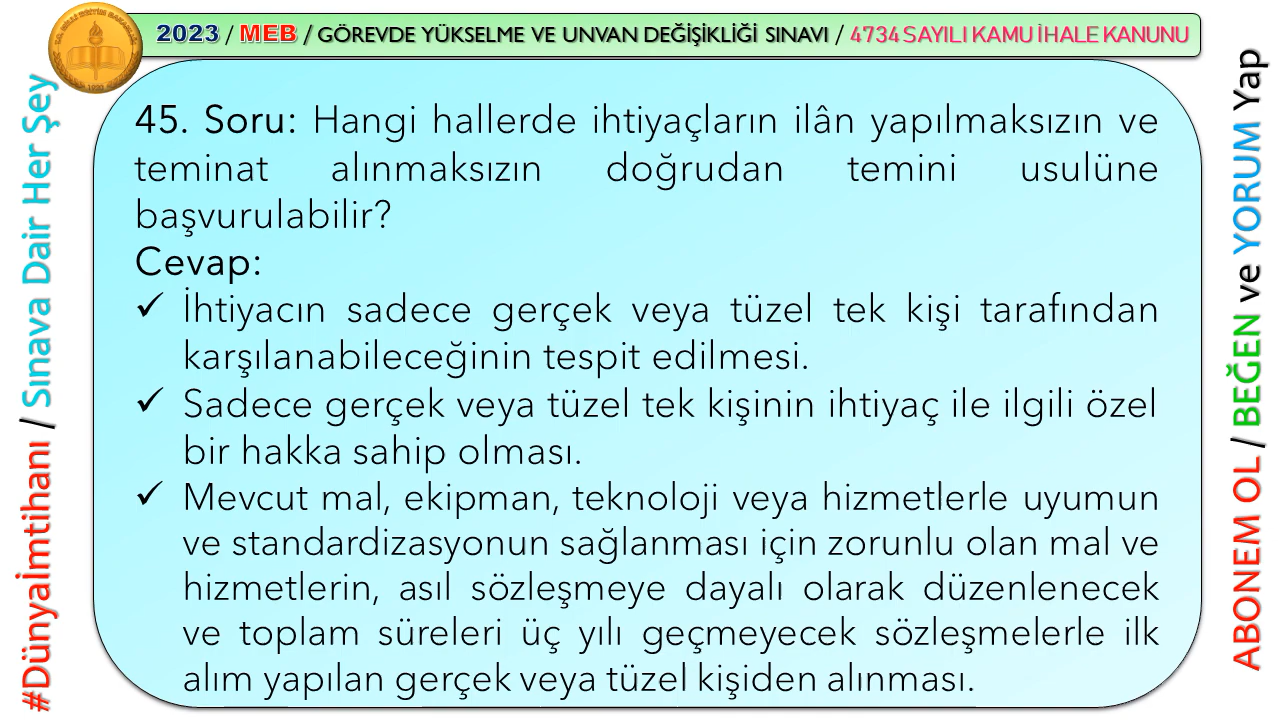 2023 / MEB / GÖREVDE YÜKSELME VE UNVAN DEĞİŞİKLİĞİ SINAVI / 4734 SAYILI KAMU İHALE KANUNU
#Dünyaİmtihanı / Sınava Dair Her Şey
45. Soru: Hangi hallerde ihtiyaçların ilân yapılmaksızın ve
teminat alınmaksızın doğrudan temini usulüne
başvurulabilir?
Cevap:
✓ İhtiyacın sadece gerçek veya tüzel tek kişi tarafından
karşılanabileceğinin tespit edilmesi.
✓ Sadece gerçek veya tüzel tek kişinin ihtiyaç ile ilgili özel
bir hakka sahip olması.
✓ Mevcut mal, ekipman, teknoloji veya hizmetlerle uyumun
ve standardizasyonun sağlanması için zorunlu olan mal ve
hizmetlerin, asıl sözleşmeye dayalı olarak düzenlenecek
ve toplam süreleri üç yılı geçmeyecek sözleşmelerle ilk
alım yapılan gerçek veya tüzel kişiden alınması.
ABONEM OL / BEĞEN ve YORUM Yap